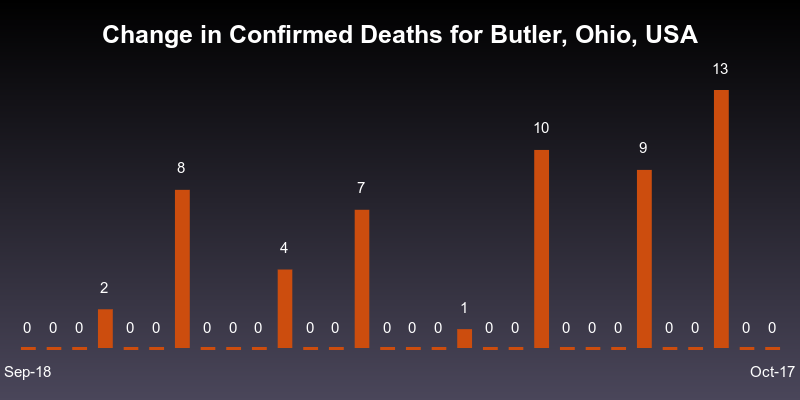 Change in Confirmed Deaths for Butler, Ohio, USA
0 0 0 2 0 0 8 0 0 0 4 0 0 7 0 0 0 1 0 0 10 0 0 0 9 0 0 13 0 0
Sep-18 Oct-17